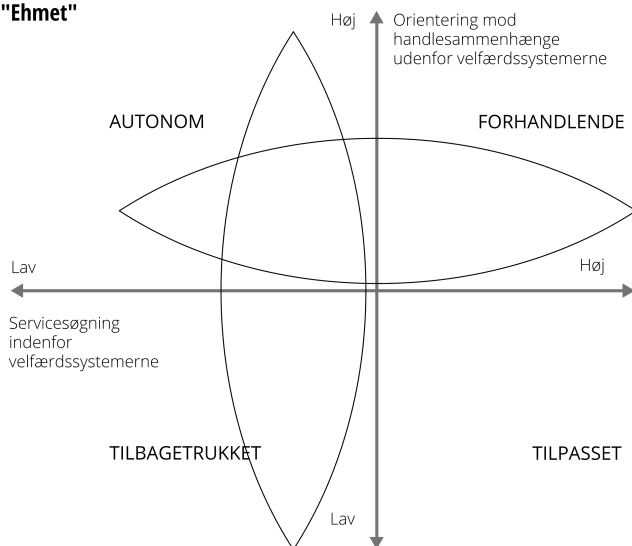 "Ehmet"
Høj
Orientering mod
handlesammenhænge
udenfor velfærdssystemerne
AUTONOM
FORHANDLENDE
Lav
Høj
Servicesøgning
indenfor
velfærdssystemerne
TILBAGETRUKKET
TILPASSET
Lav